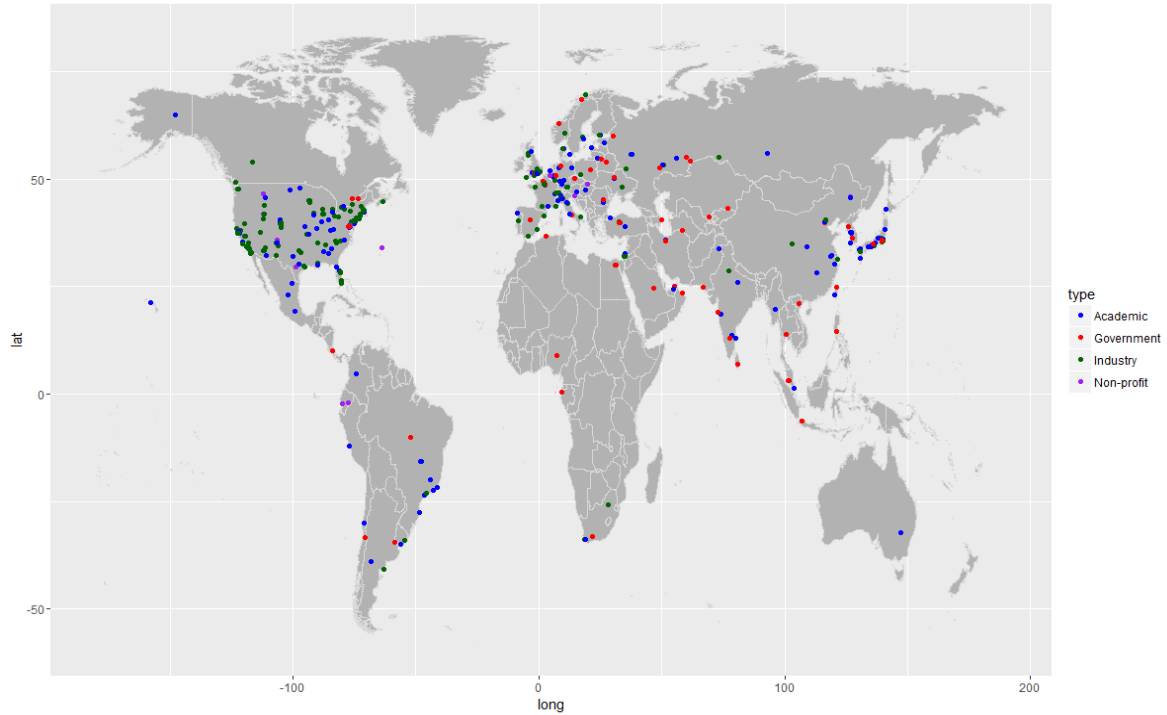 50
0
-50
lat
-100
0
100
200
long
type
Academic
Government
Industry
Non-profit